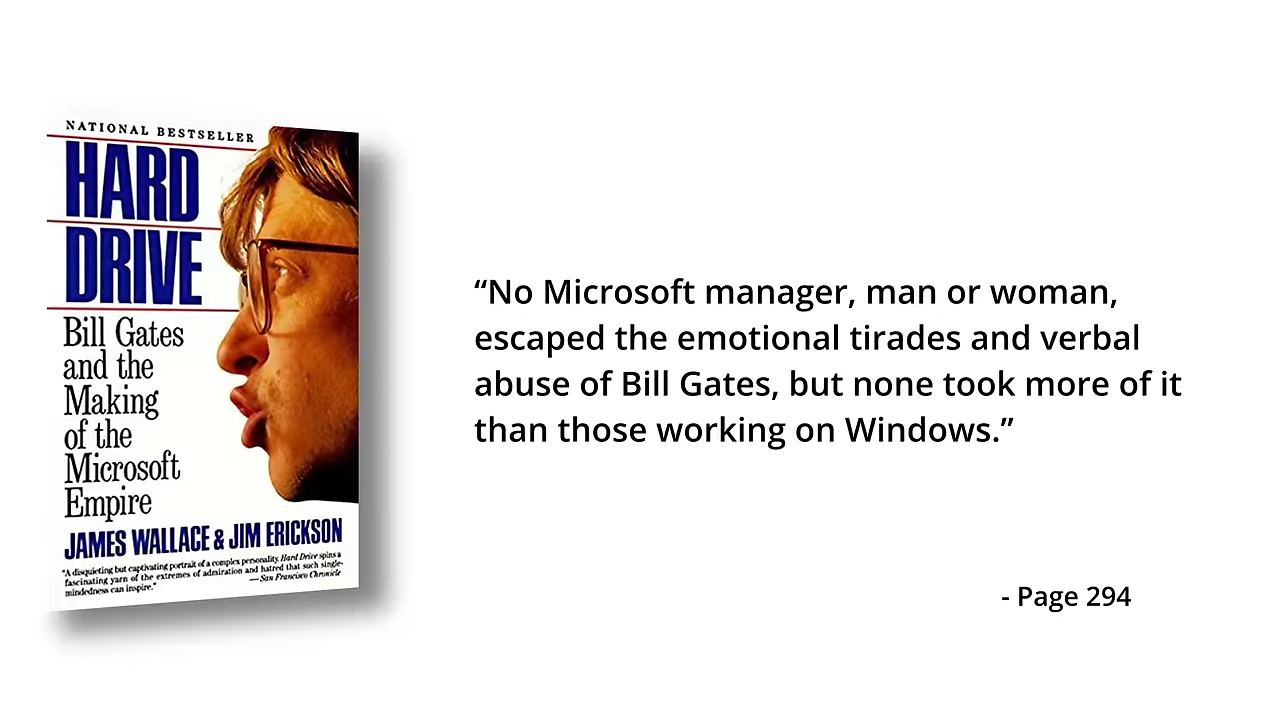 NATIONAL BESTSELLER
HARD
DRIVE
Bill Gates
and the
Making
of the
Microsoft
Empire
JAMES WALLACE & JIM ERICKSON
"A disquieting but captivating portrait of a complex personality. Hard Drive spins a
fascinating yarn of the extremes of admiration and hatred that such single-
mindedness can inspire."
—San Francisco Chronicle
“No Microsoft manager, man or woman,
escaped the emotional tirades and verbal
abuse of Bill Gates, but none took more of it
than those working on Windows.”
- Page 294